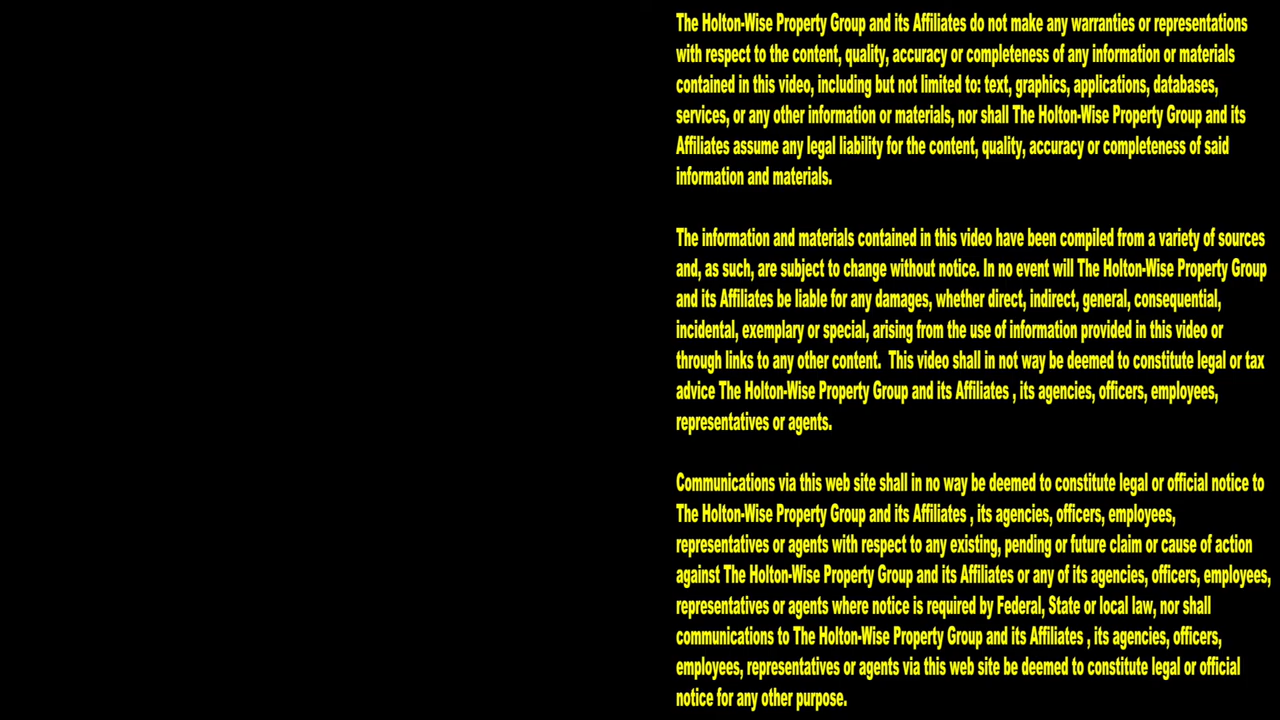 The Holton-Wise Property Group and its Affiliates do not make any warranties or representations
with respect to the content, quality, accuracy or completeness of any information or materials
contained in this video, including but not limited to: text, graphics, applications, databases,
services, or any other information or materials, nor shall The Holton-Wise Property Group and its
Affiliates assume any legal liability for the content, quality, accuracy or completeness of said
information and materials.
The information and materials contained in this video have been compiled from a variety of sources
and, as such, are subject to change without notice. In no event will The Holton-Wise Property Group
and its Affiliates be liable for any damages, whether direct, indirect, general, consequential,
incidental, exemplary or special, arising from the use of information provided in this video or
through links to any other content.  This video shall in not way be deemed to constitute legal or tax
advice The Holton-Wise Property Group and its Affiliates , its agencies, officers, employees,
representatives or agents.
Communications via this web site shall in no way be deemed to constitute legal or official notice to
The Holton-Wise Property Group and its Affiliates , its agencies, officers, employees,
representatives or agents with respect to any existing, pending or future claim or cause of action
against The Holton-Wise Property Group and its Affiliates or any of its agencies, officers, employees,
representatives or agents where notice is required by Federal, State or local law, nor shall
communications to The Holton-Wise Property Group and its Affiliates , its agencies, officers,
employees, representatives or agents via this web site be deemed to constitute legal or official
notice for any other purpose.